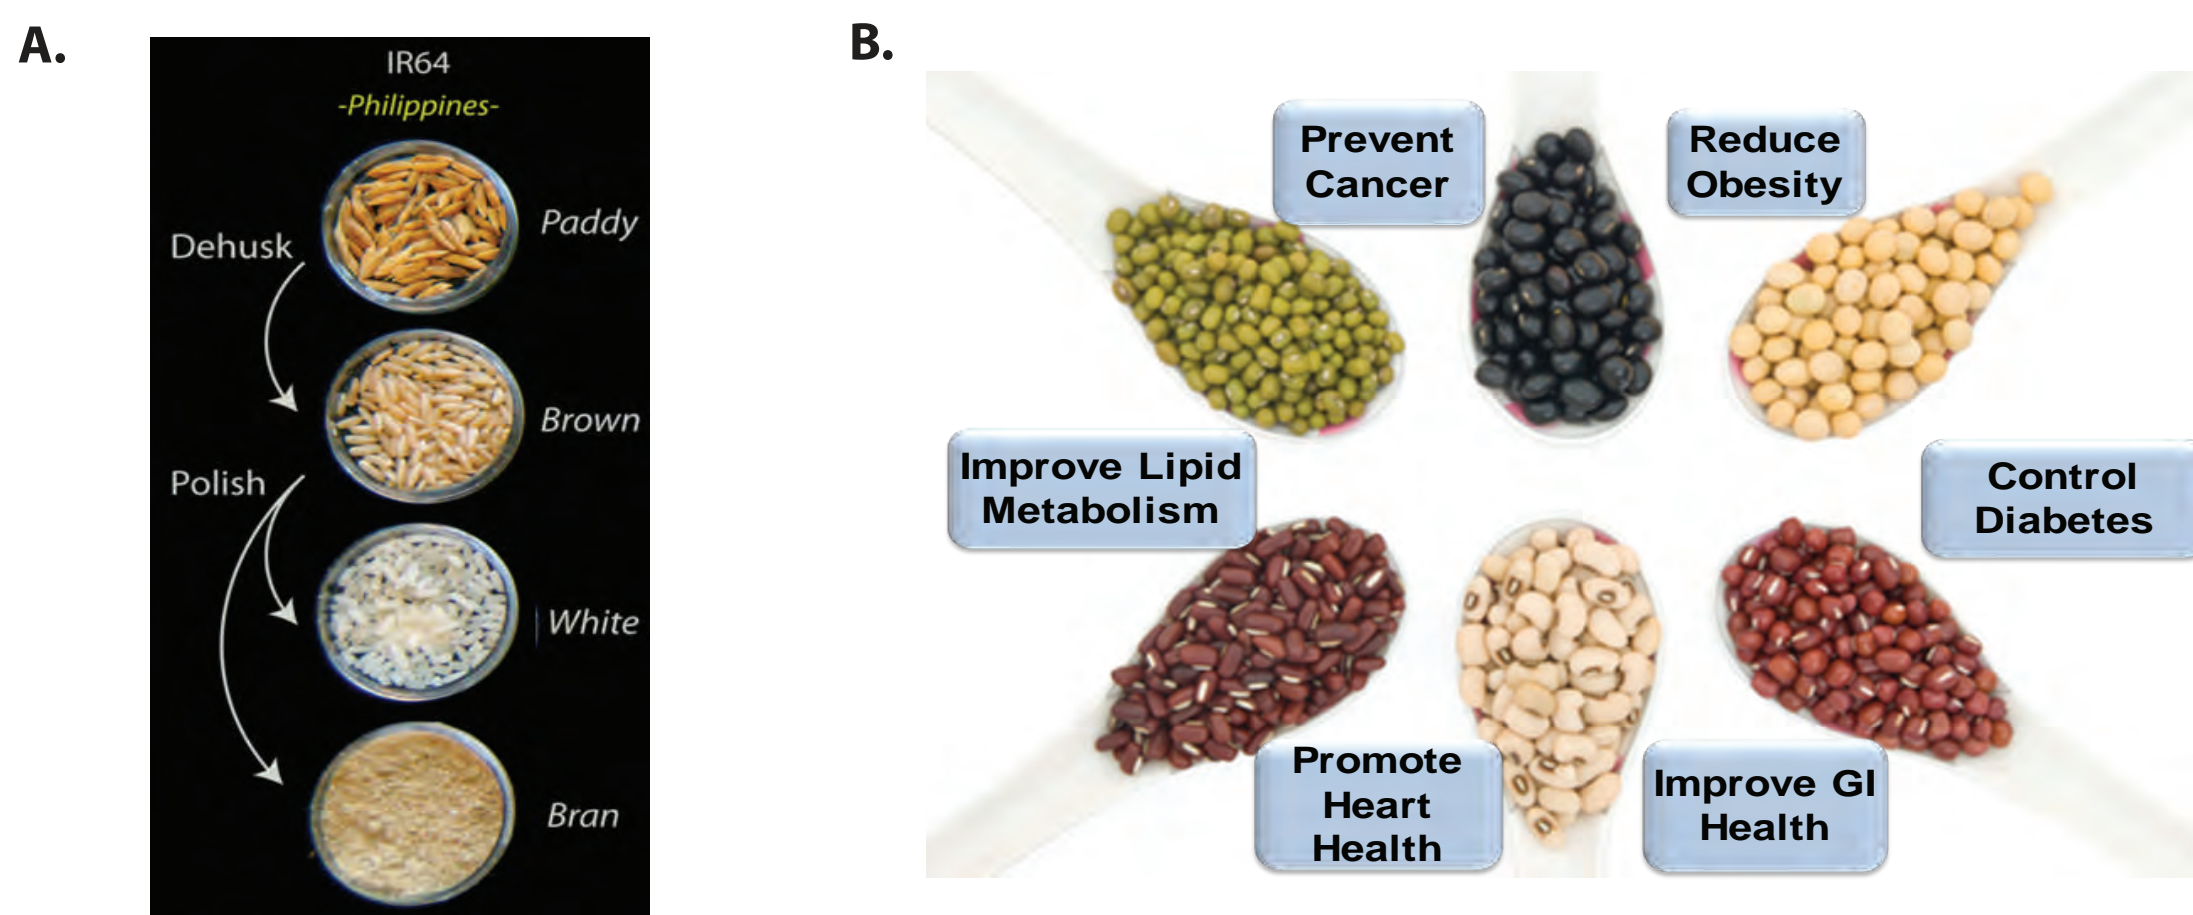 A.
IR64
-Philippines-
Paddy
Dehusk
Brown
Polish
White
Bran
B.
Prevent
Cancer
Reduce
Obesity
Improve Lipid
Metabolism
Control
Diabetes
Promote
Heart
Health
Improve GI
Health